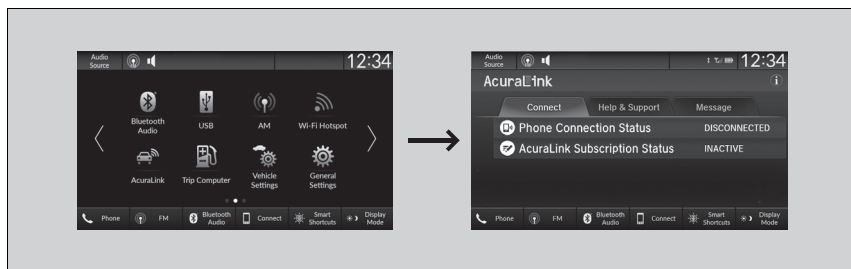 Audio
Source
12:34
Bluetooth
Audio
USB
AM
Wi-Fi Hotspot
AcuraLink
Trip Computer
Vehicle
Settings
General
Settings
Phone
FM
Bluetooth
Audio
Connect
Smart
Shortcuts
Display
Mode
Audio
Source
12:34
AcuraLink
Connect
Help & Support
Message
Phone Connection Status DISCONNECTED
AcuraLink Subscription Status INACTIVE
Phone
FM
Bluetooth
Audio
Connect
Smart
Shortcuts
Display
Mode